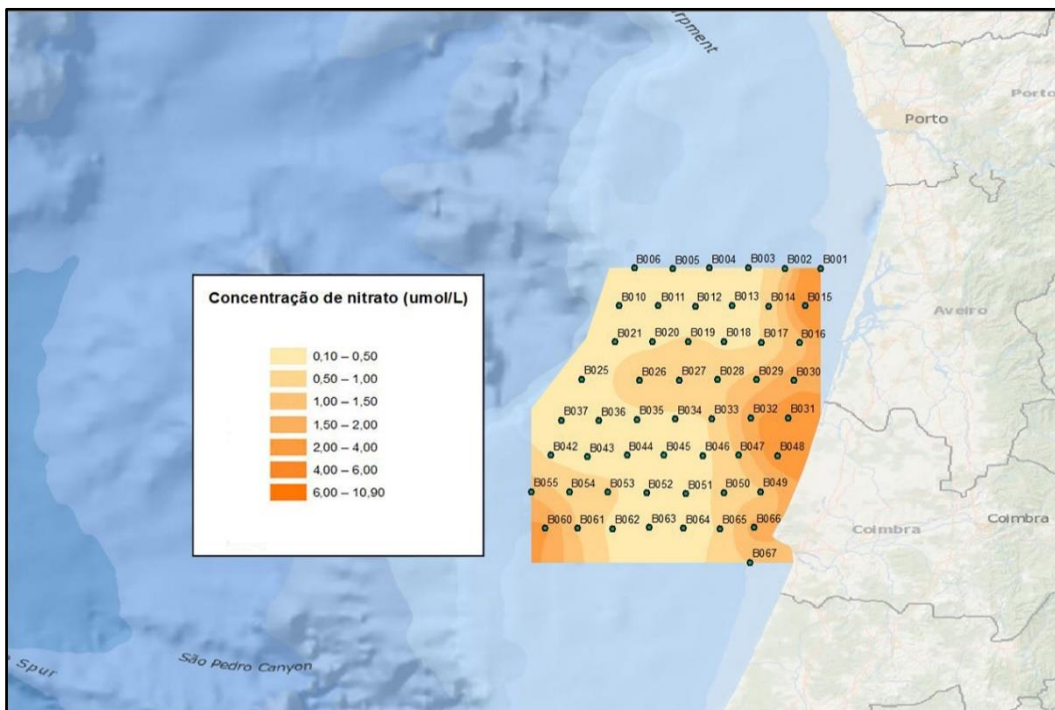 urpment
Porto
Porto
B006 B005 B004 B003 B002 B001
Concentração de nitrato (umol/L)
B010 B011 B012 B013 B014 B015
Aveiro
B021 B020 B019 B018 B017 B016
0,10 – 0,50
0,50 – 1,00
B025 B026 B027 B028 B029 B030
1,00 – 1,50
1,50 – 2,00
B037 B036 B035 B034 B033 B032 B031
2,00 – 4,00
4,00 – 6,00
B042 B043 B044 B045 B046 B047 B048
6,00 – 10,90
B055 B054 B053 B052 B051 B050 B049
B060 B061 B062 B063 B064 B065 B066
Coimbra
Coimbra
B067
Spur
São Pedro Canyon